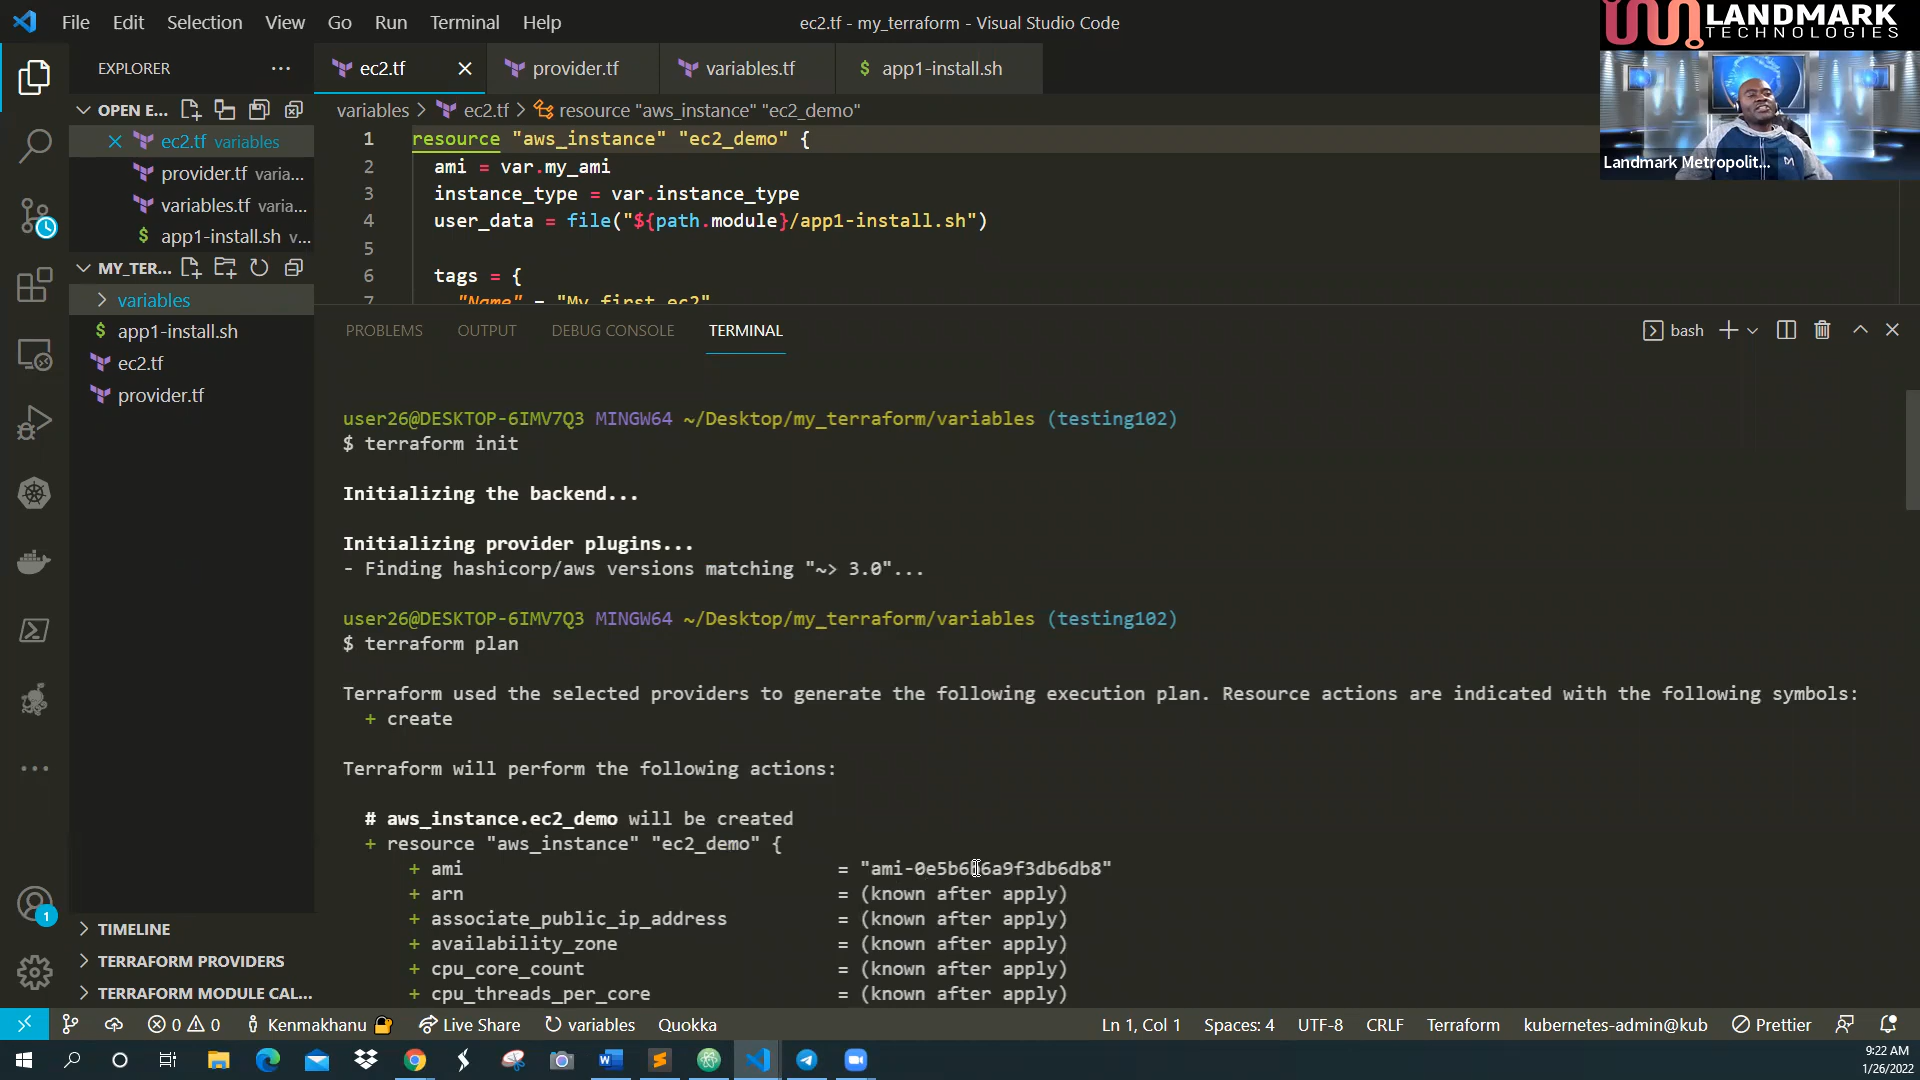 File Edit Selection View Go Run Terminal Help
ec2.tf - my_terraform - Visual Studio Code
LANDMARK
TECHNOLOGIES
Landmark Metropolit...
EXPLORER
ec2.tf
provider.tf
variables.tf
$ app1-install.sh
OPEN E...
variables > ec2.tf > resource "aws_instance" "ec2_demo"
ec2.tf variables
provider.tf varia...
variables.tf varia...
$ app1-install.sh v...
MY_TER...
variables
$ app1-install.sh
ec2.tf
provider.tf
1 resource "aws_instance" "ec2_demo" {
2 ami = var.my_ami
3 instance_type = var.instance_type
4 user_data = file("${path.module}/app1-install.sh")
5
6 tags = {
7 "Name" = "My first ec2"
PROBLEMS OUTPUT DEBUG CONSOLE TERMINAL
bash
user26@DESKTOP-6IMV7Q3 MINGW64 ~/Desktop/my_terraform/variables (testing102)
$ terraform init
Initializing the backend...
Initializing provider plugins...
- Finding hashicorp/aws versions matching "~> 3.0"...
user26@DESKTOP-6IMV7Q3 MINGW64 ~/Desktop/my_terraform/variables (testing102)
$ terraform plan
Terraform used the selected providers to generate the following execution plan. Resource actions are indicated with the following symbols:
+ create
Terraform will perform the following actions:
# aws_instance.ec2_demo will be created
+ resource "aws_instance" "ec2_demo" {
+ ami =
+ arn = (known after apply)
+ associate_public_ip_address = (known after apply)
+ availability_zone = (known after apply)
+ cpu_core_count = (known after apply)
+ cpu_threads_per_core = (known after apply)
1
TIMELINE
TERRAFORM PROVIDERS
TERRAFORM MODULE CAL...
0 0 Kenmakhanu Live Share variables Quokka
Ln 1, Col 1 Spaces: 4 UTF-8 CRLF Terraform kubernetes-admin@kub Prettier
9:22 AM
1/26/2022